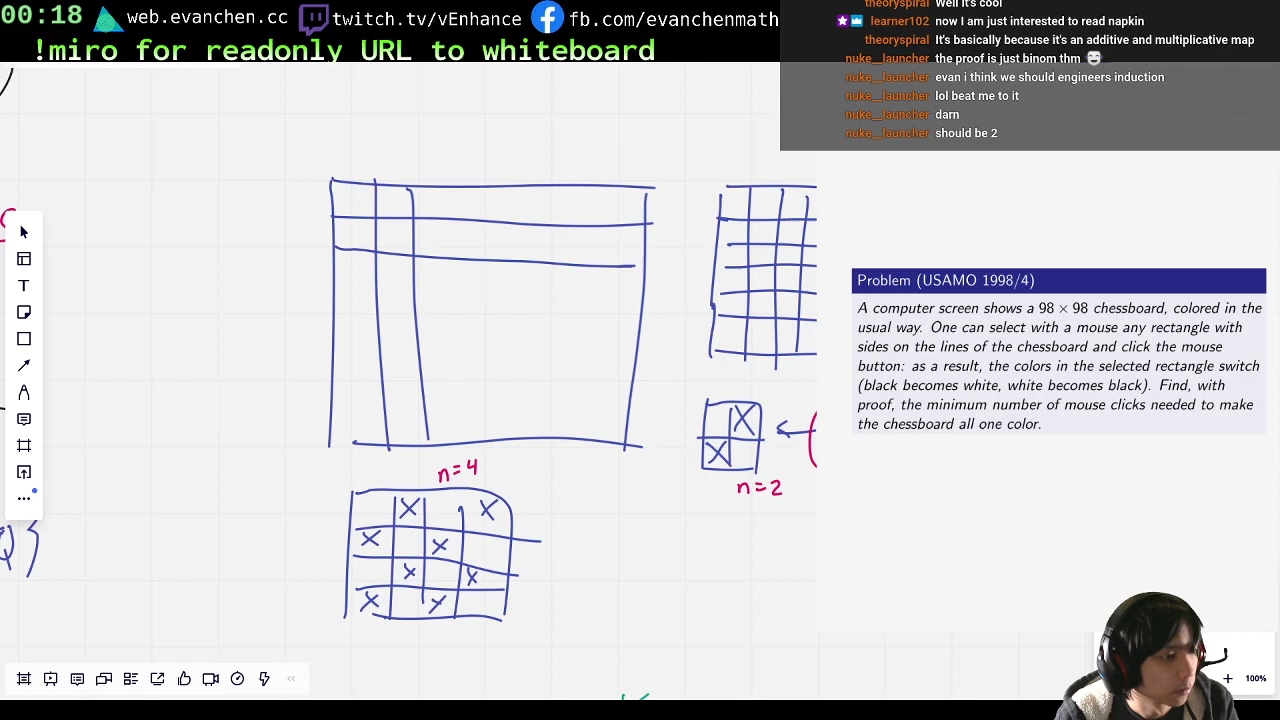 00:18
web.evanchen.cc
twitch.tv/vEnhance
fb.com/evanchenmath
!miro for readonly URL to whiteboard
theoryspiral Well it's cool
learner102 now I am just interested to read napkin
theoryspiral It's basically because it's an additive and multiplicative map
nuke__launcher the proof is just binom thm
nuke__launcher evan i think we should engineers induction
nuke__launcher lol beat me to it
nuke__launcher darn
nuke__launcher should be 2
Problem (USAMO 1998/4)
A computer screen shows a 98 × 98 chessboard, colored in the
usual way. One can select with a mouse any rectangle with
sides on the lines of the chessboard and click the mouse
button: as a result, the colors in the selected rectangle switch
(black becomes white, white becomes black). Find, with
proof, the minimum number of mouse clicks needed to make
the chessboard all one color.
X
X
n=2
n=4
X X
X X
X X
X X
T
100%